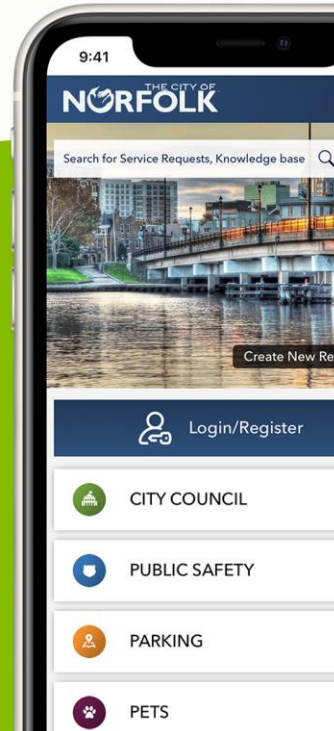 9:41
THE CITY OF
NORFOLK
Search for Service Requests, Knowledge base
Create New Re
Login/Register
CITY COUNCIL
PUBLIC SAFETY
PARKING
PETS